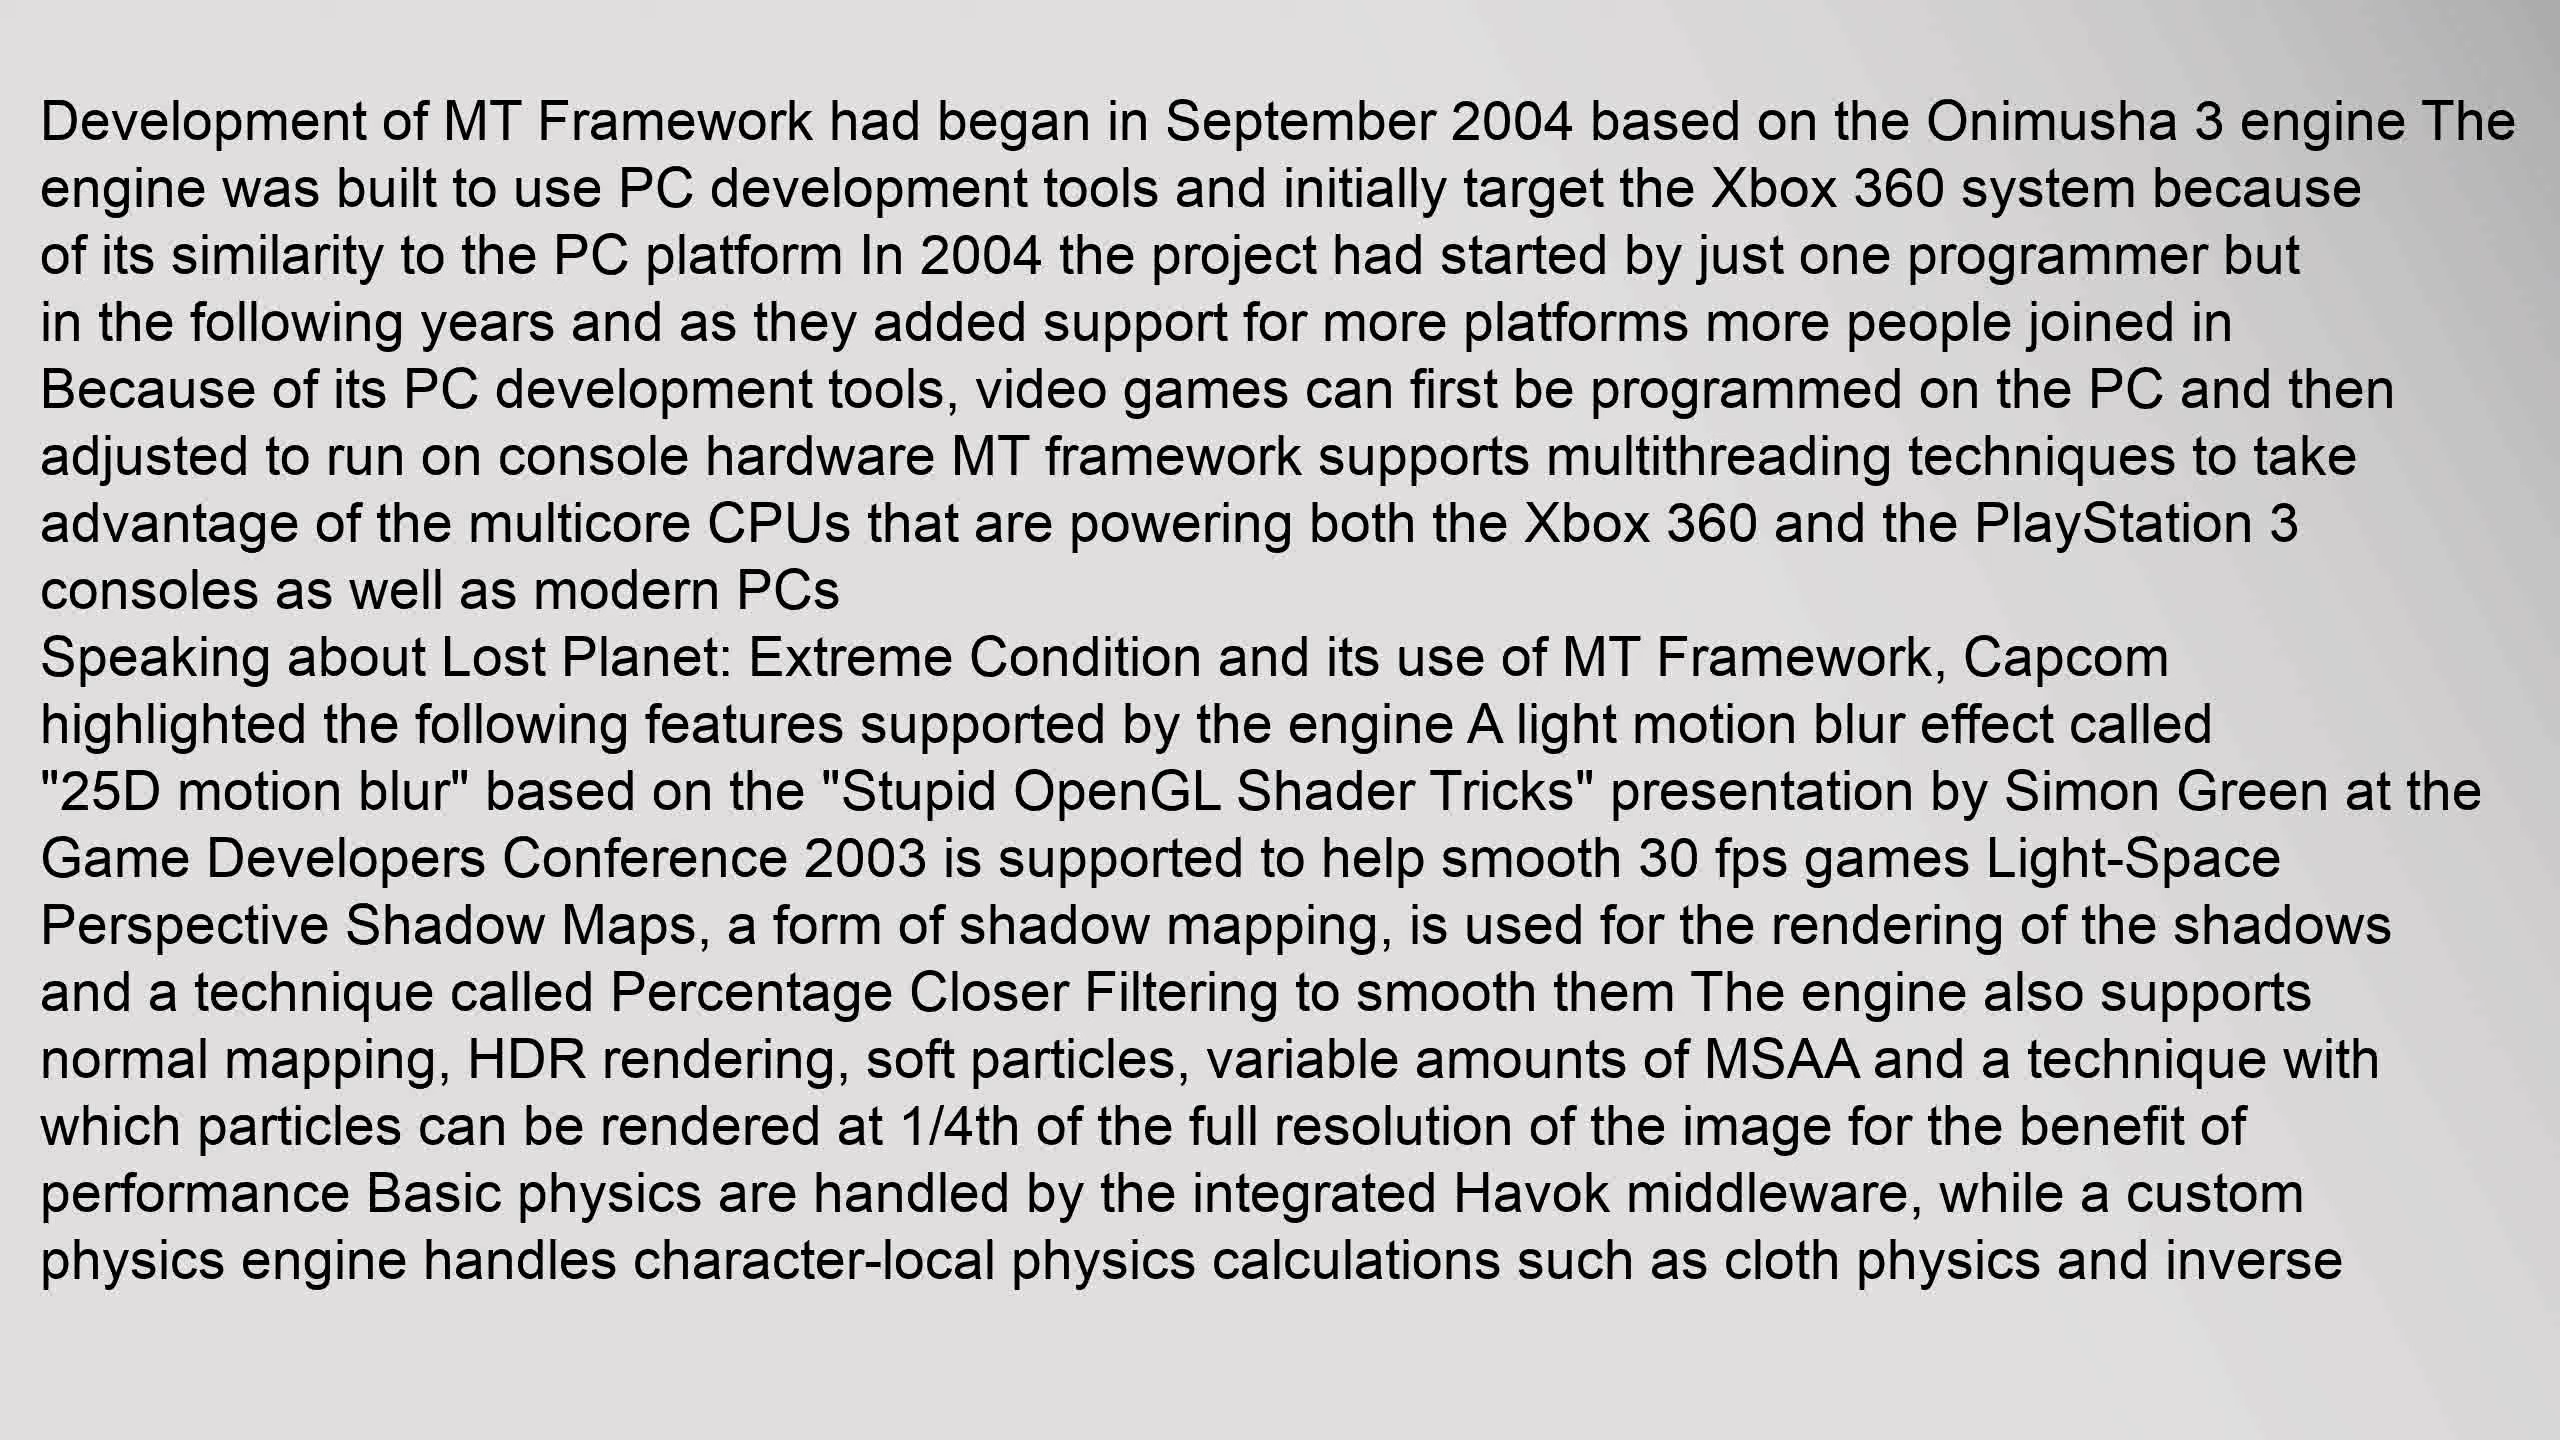 Development of MT Framework had began in September 2004 based on the Onimusha 3 engine The
engine was built to use PC development tools and initially target the Xbox 360 system because
of its similarity to the PC platform In 2004 the project had started by just one programmer but
in the following years and as they added support for more platforms more people joined in
Because of its PC development tools, video games can first be programmed on the PC and then
adjusted to run on console hardware MT framework supports multithreading techniques to take
advantage of the multicore CPUs that are powering both the Xbox 360 and the PlayStation 3
consoles as well as modern PCs
Speaking about Lost Planet: Extreme Condition and its use of MT Framework, Capcom
highlighted the following features supported by the engine A light motion blur effect called
"25D motion blur" based on the "Stupid OpenGL Shader Tricks" presentation by Simon Green at the
Game Developers Conference 2003 is supported to help smooth 30 fps games Light-Space
Perspective Shadow Maps, a form of shadow mapping, is used for the rendering of the shadows
and a technique called Percentage Closer Filtering to smooth them The engine also supports
normal mapping, HDR rendering, soft particles, variable amounts of MSAA and a technique with
which particles can be rendered at 1/4th of the full resolution of the image for the benefit of
performance Basic physics are handled by the integrated Havok middleware, while a custom
physics engine handles character-local physics calculations such as cloth physics and inverse